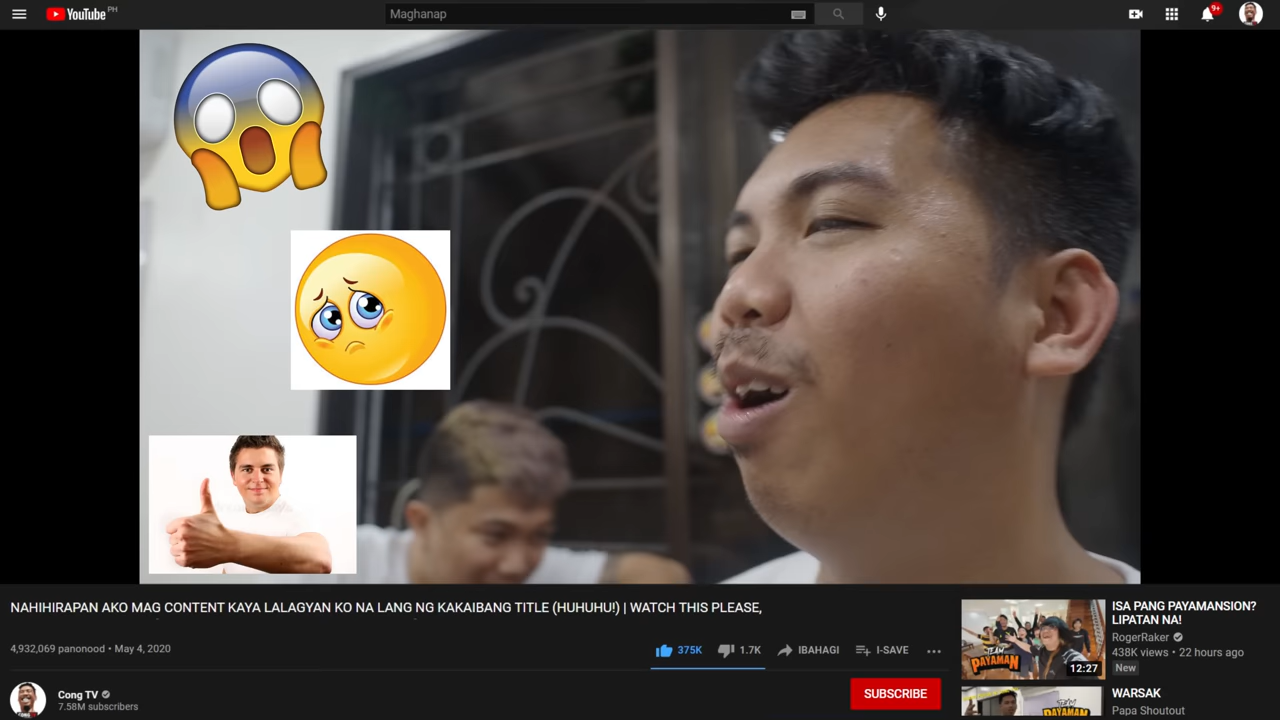 YouTube PH
Maghanap
9+
NAHIHIRAPAN AKO MAG CONTENT KAYA LALAGYAN KO NA LANG NG KAKAIBANG TITLE (HUHUHU!) | WATCH THIS PLEASE,
4,932,069 panonood • May 4, 2020
375K
1.7K
IBAHAGI
I-SAVE
Cong TV
7.58M subscribers
SUBSCRIBE
TEAM
PAYAMAN
12:27
ISA PANG PAYAMANSION?
LIPATAN NA!
RogerRaker
438K views • 22 hours ago
New
TEAM
PAYAMAN
WARSAK
Papa Shoutout